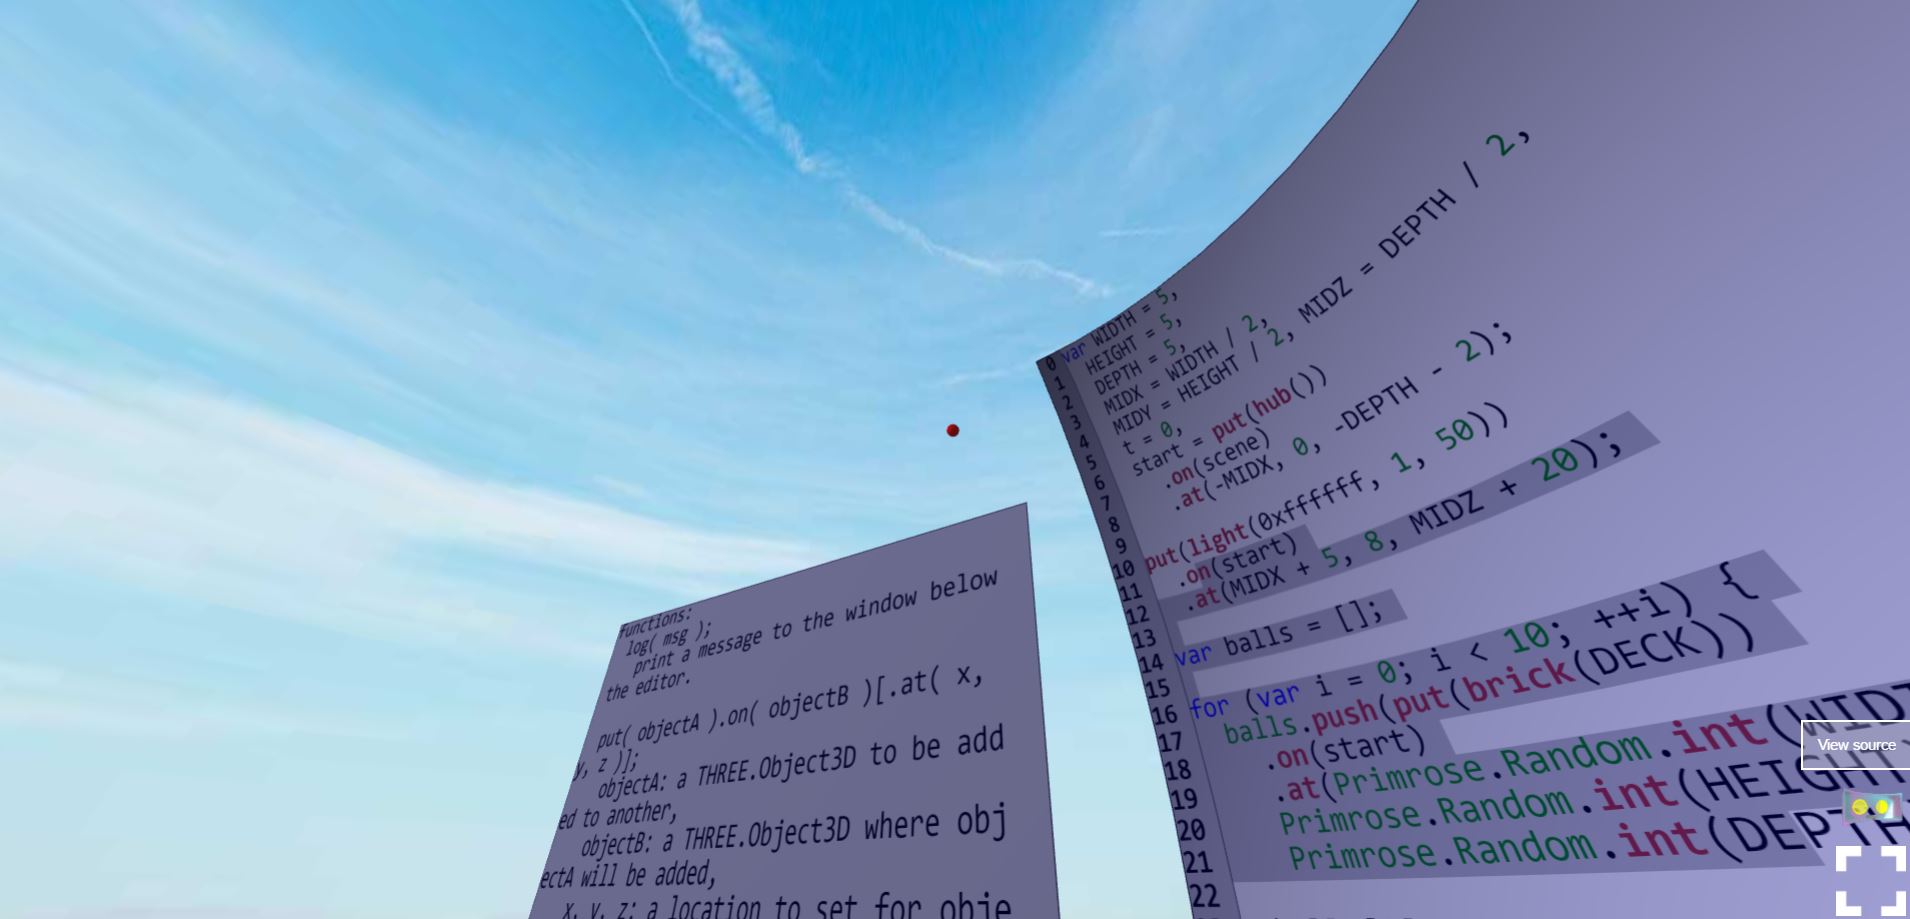 functions:
log( msg );
print a message to the window below
the editor.
put( objectA ).on( objectB )[.at( x,
y, z )];
objectA: a THREE.Object3D to be add
ed to another,
objectB: a THREE.Object3D where obj
ectA will be added,
x, y, z: a location to set for obje
0 var WIDTH = 5,
1 HEIGHT = 5,
2 DEPTH = 5,
3 MIDX = WIDTH / 2,
4 MIDY = HEIGHT / 2, MIDZ = DEPTH / 2,
5 t = 0,
6 start = put(hub())
7 .on(scene)
8 .at(-MIDX, 0, -DEPTH - 2);
9
10 put(light(0xffffff, 1, 50))
11 .on(start)
12 .at(MIDX + 5, 8, MIDZ + 20);
13
14 var balls = [];
15
16 for (var i = 0; i < 10; ++i) {
17 balls.push(put(brick(DECK))
18 .on(start)
19 .at(Primrose.Random.int(WIDT
20 Primrose.Random.int(HEIGHT
21 Primrose.Random.int(DEPTH
22
View source